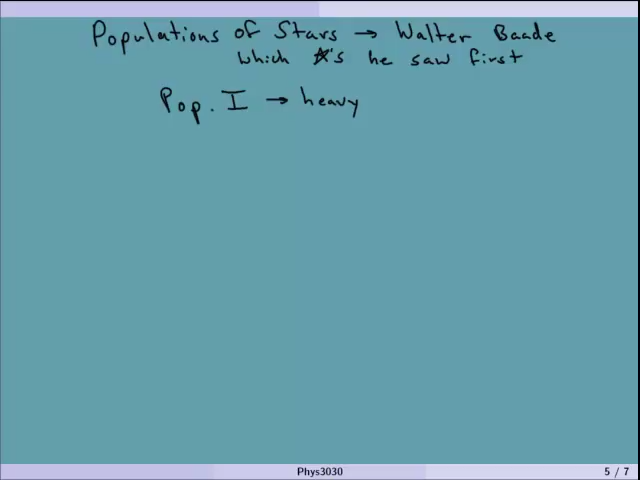 Populations of Stars → Walter Baade
which ☆'s he saw first
Pop. I → heavy
Phys3030
5 / 7